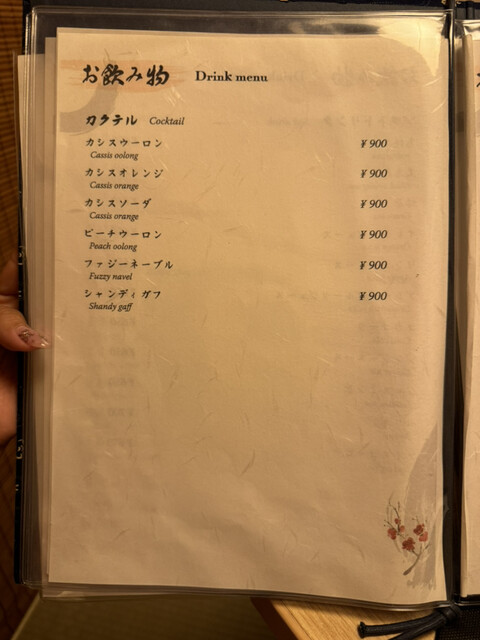 お飲み物 Drink menu
カクテル Cocktail
カシスウーロン ¥900
Cassis oolong
カシスオレンジ ¥900
Cassis orange
カシスソーダ ¥900
Cassis orange
ピーチウーロン ¥900
Peach oolong
ファジーネーブル ¥900
Fuzzy navel
シャンディガフ ¥900
Shandy gaff